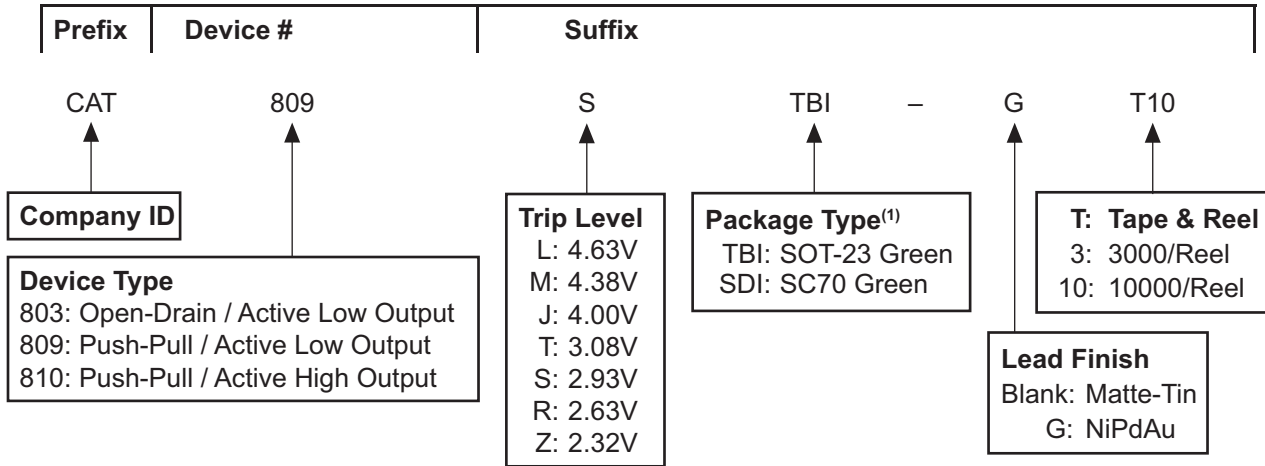 Prefix Device # Suffix
CAT 809 S TBI – G T10
Company ID
Device Type
803: Open-Drain / Active Low Output
809: Push-Pull / Active Low Output
810: Push-Pull / Active High Output
Trip Level
L: 4.63V
M: 4.38V
J: 4.00V
T: 3.08V
S: 2.93V
R: 2.63V
Z: 2.32V
Package Type(1)
TBI: SOT-23 Green
SDI: SC70 Green
T: Tape & Reel
3: 3000/Reel
10: 10000/Reel
Lead Finish
Blank: Matte-Tin
G: NiPdAu